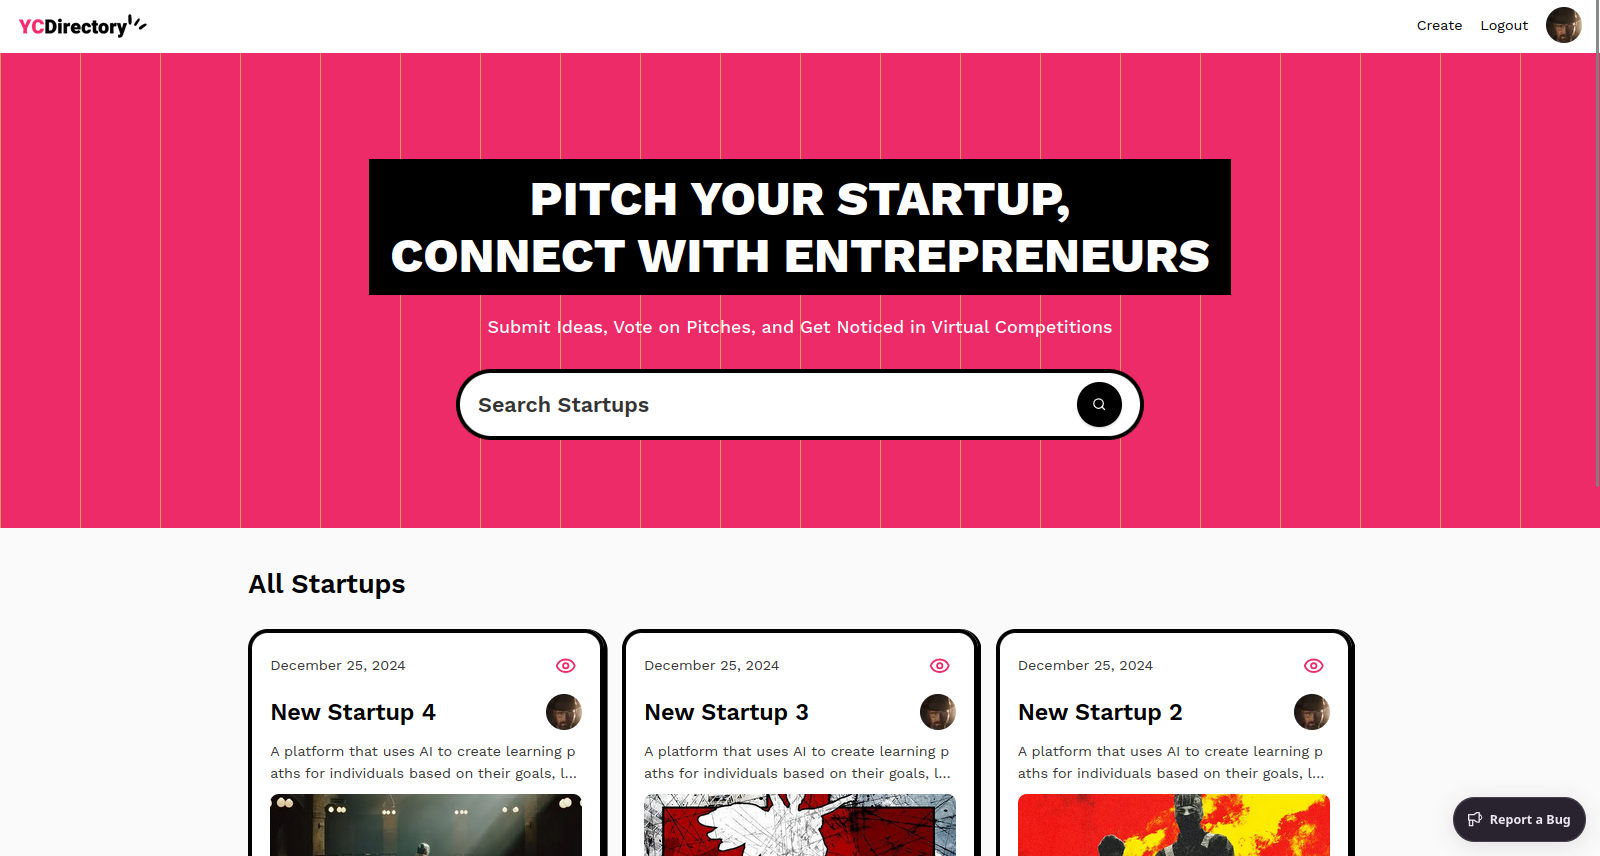 YCDirectory
Create
Logout
PITCH YOUR STARTUP,
CONNECT WITH ENTREPRENEURS
Submit Ideas, Vote on Pitches, and Get Noticed in Virtual Competitions
Search Startups
All Startups
December 25, 2024
New Startup 4
A platform that uses AI to create learning p
aths for individuals based on their goals, l...
December 25, 2024
New Startup 3
A platform that uses AI to create learning p
aths for individuals based on their goals, l...
December 25, 2024
New Startup 2
A platform that uses AI to create learning p
aths for individuals based on their goals, l...
Report a Bug